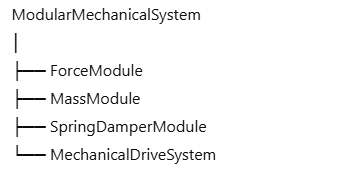 ModularMechanicalSystem
│
├── ForceModule
├── MassModule
├── SpringDamperModule
└── MechanicalDriveSystem